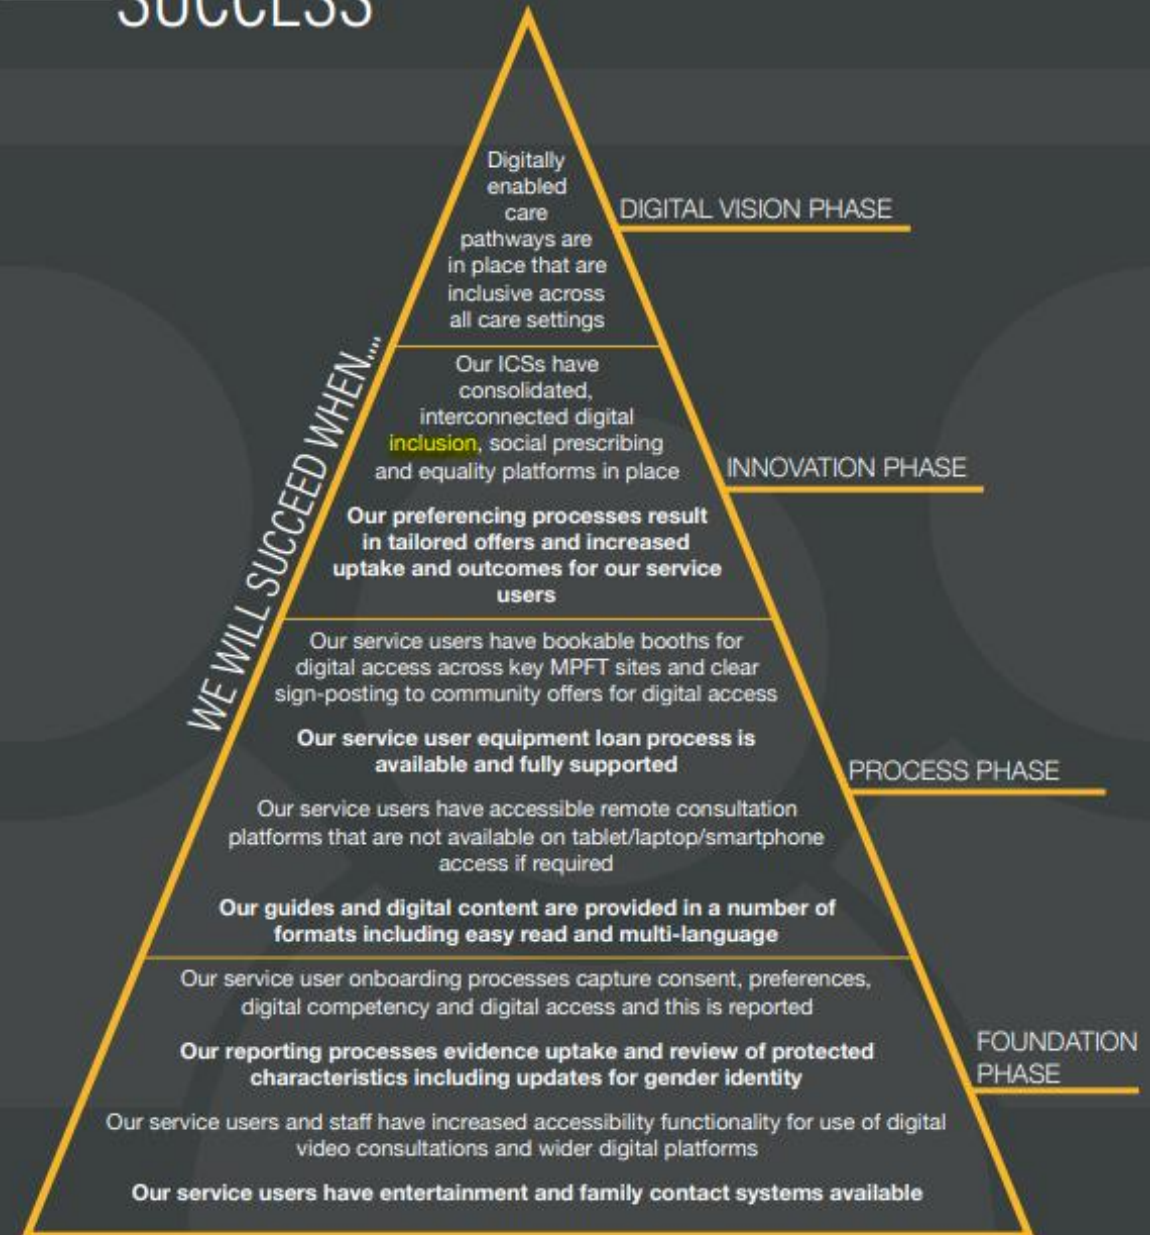 SUCCESS
Digitally
enabled
care
pathways are
in place that are
inclusive across
all care settings
DIGITAL VISION PHASE
WE WILL SUCCEED WHEN....
Our ICSs have
consolidated,
interconnected digital
inclusion, social prescribing
and equality platforms in place
INNOVATION PHASE
Our preferencing processes result
in tailored offers and increased
uptake and outcomes for our service
users
Our service users have bookable booths for
digital access across key MPFT sites and clear
sign-posting to community offers for digital access
Our service user equipment loan process is
available and fully supported
PROCESS PHASE
Our service users have accessible remote consultation
platforms that are not available on tablet/laptop/smartphone
access if required
Our guides and digital content are provided in a number of
formats including easy read and multi-language
Our service user onboarding processes capture consent, preferences,
digital competency and digital access and this is reported
Our reporting processes evidence uptake and review of protected
characteristics including updates for gender identity
FOUNDATION
PHASE
Our service users and staff have increased accessibility functionality for use of digital
video consultations and wider digital platforms
Our service users have entertainment and family contact systems available